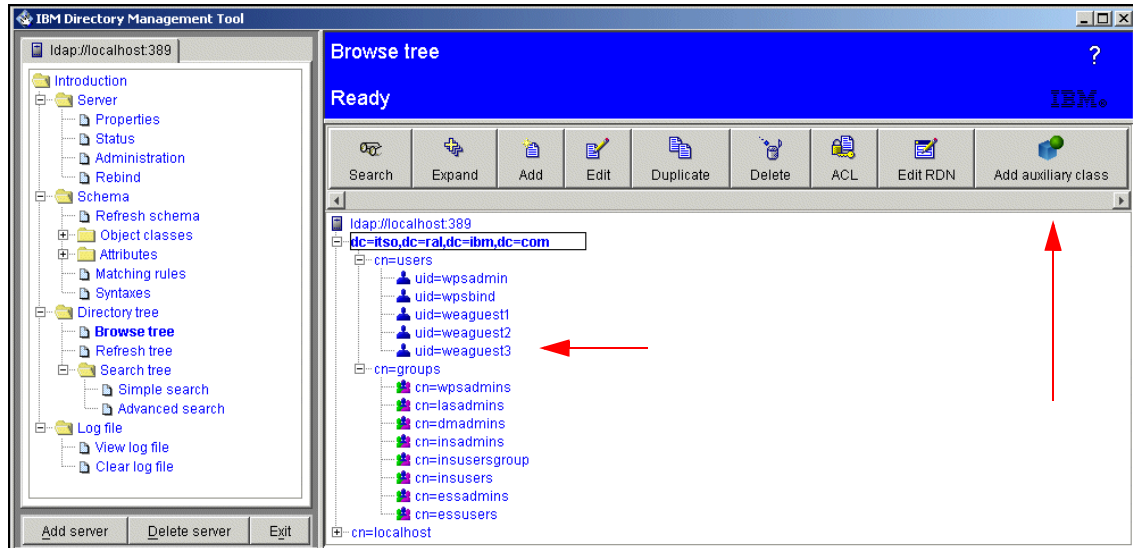 IBM Directory Management Tool
ldap://localhost:389
Introduction
Server
Properties
Status
Administration
Rebind
Schema
Refresh schema
Object classes
Attributes
Matching rules
Syntaxes
Directory tree
Browse tree
Refresh tree
Search tree
Simple search
Advanced search
Log file
View log file
Clear log file
Add server Delete server Exit
Browse tree ?
Ready IBM®
Search Expand Add Edit Duplicate Delete ACL Edit RDN Add auxiliary class
ldap://localhost:389
dc=itso,dc=ral,dc=ibm,dc=com
cn=users
uid=wpsadmin
uid=wpsbind
uid=weaguest1
uid=weaguest2
uid=weaguest3
cn=groups
cn=wpsadmins
cn=lasadmins
cn=dmadmins
cn=insadmins
cn=insusersgroup
cn=insusers
cn=essadmins
cn=essusers
cn=localhost